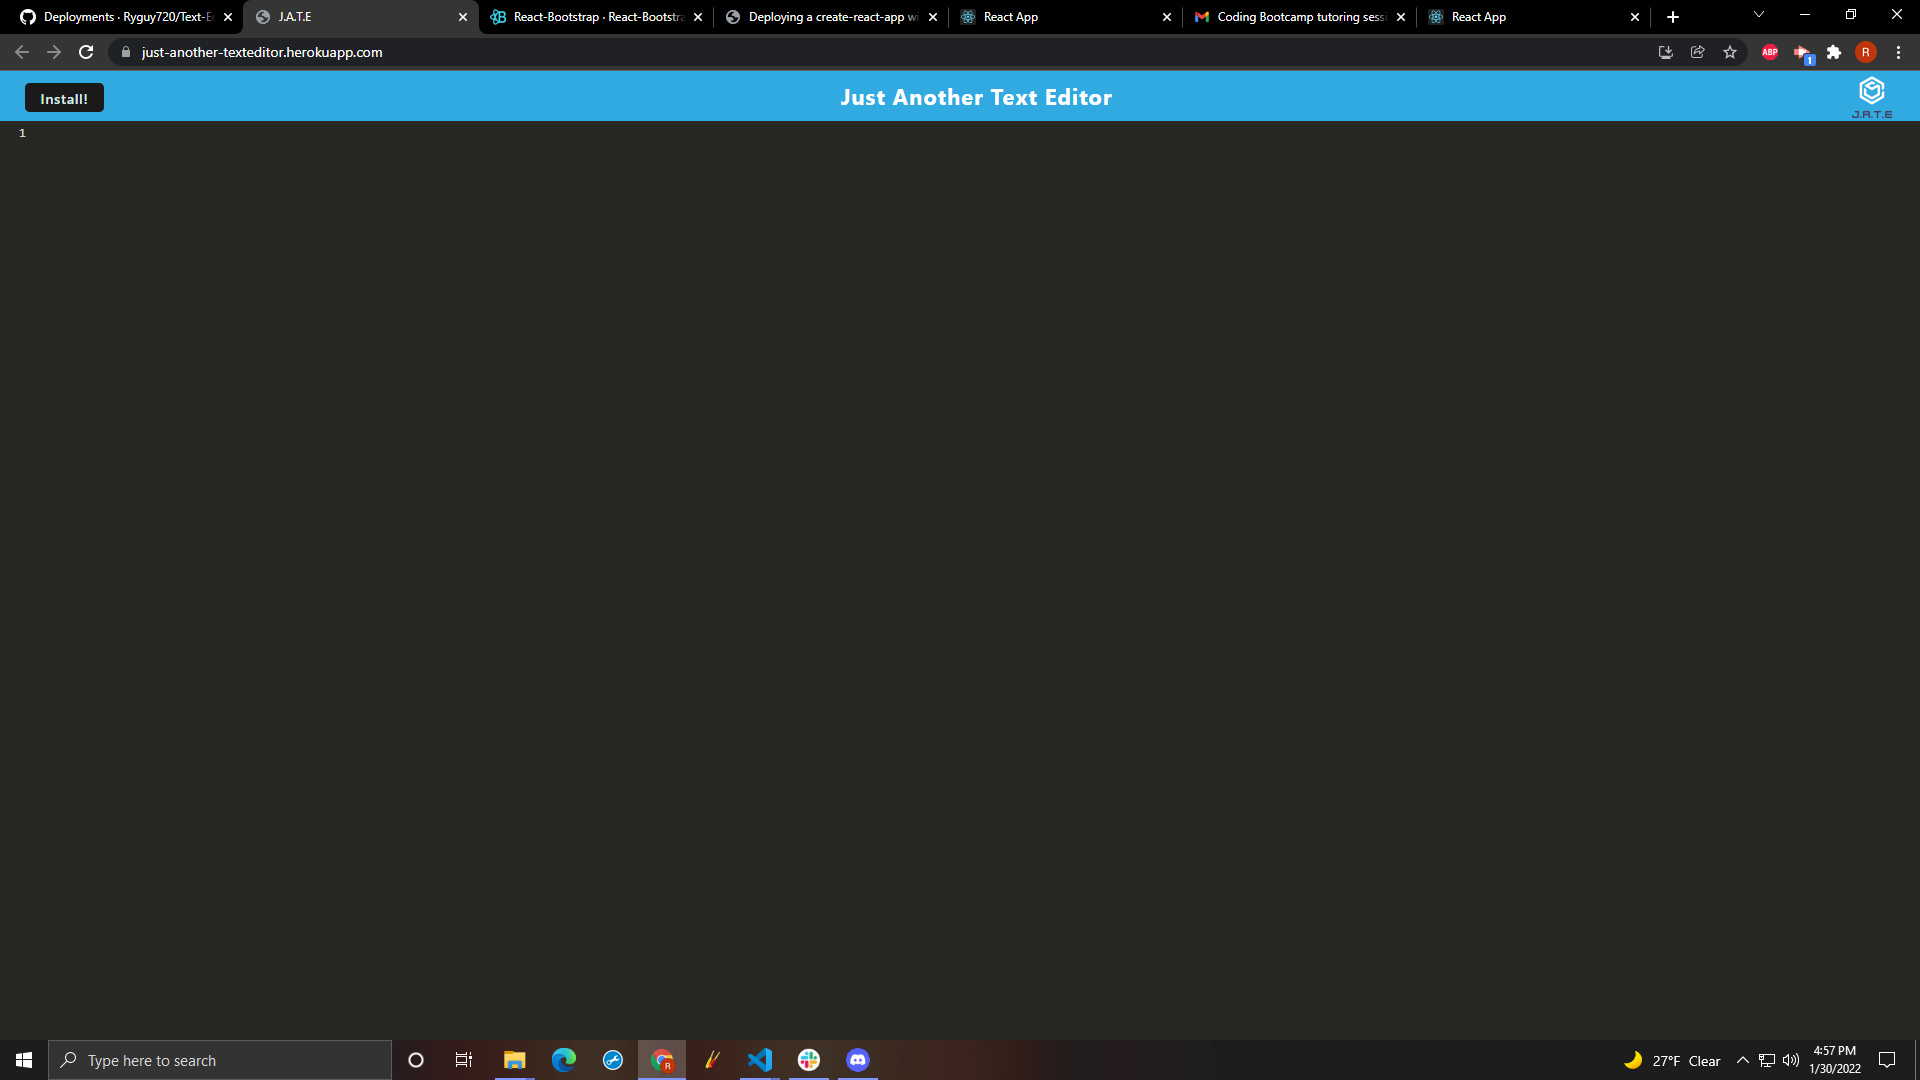 Deployments · Ryguy720/Text-E
J.A.T.E
React-Bootstrap · React-Bootstra
Deploying a create-react-app wi
React App
Coding Bootcamp tutoring sess
React App
just-another-texteditor.herokuapp.com
ABP
1
R
Install!
Just Another Text Editor
J.A.T.E
1
Type here to search
R
27°F Clear
4:57 PM
1/30/2022